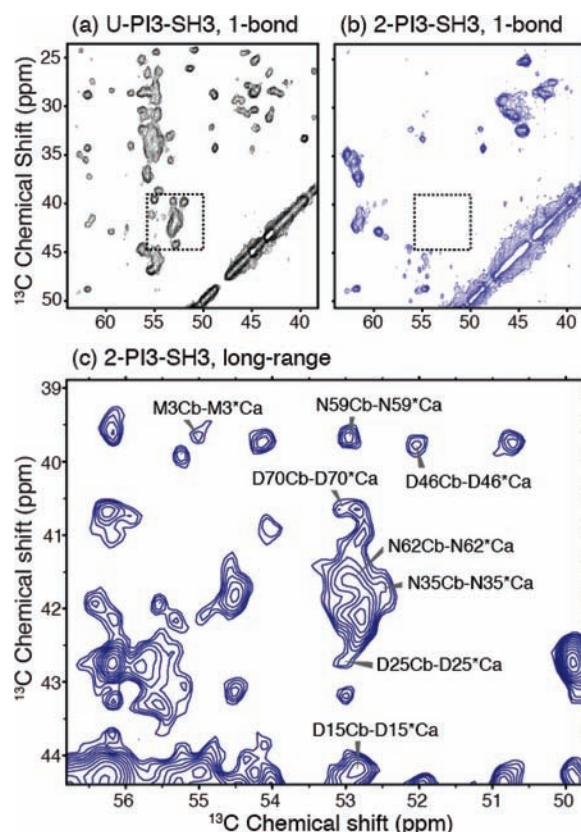 (a) U-PI3-SH3, 1-bond
(b) 2-PI3-SH3, 1-bond
¹³C Chemical Shift (ppm)
25
30
35
40
45
50
60
55
50
45
40
60
55
50
45
40
(c) 2-PI3-SH3, long-range
¹³C Chemical shift (ppm)
39
40
41
42
43
44
M3Cb-M3*Ca
N59Cb-N59*Ca
D46Cb-D46*Ca
D70Cb-D70*Ca
N62Cb-N62*Ca
N35Cb-N35*Ca
D25Cb-D25*Ca
D15Cb-D15*Ca
56
55
54
53
52
51
50
¹³C Chemical shift (ppm)